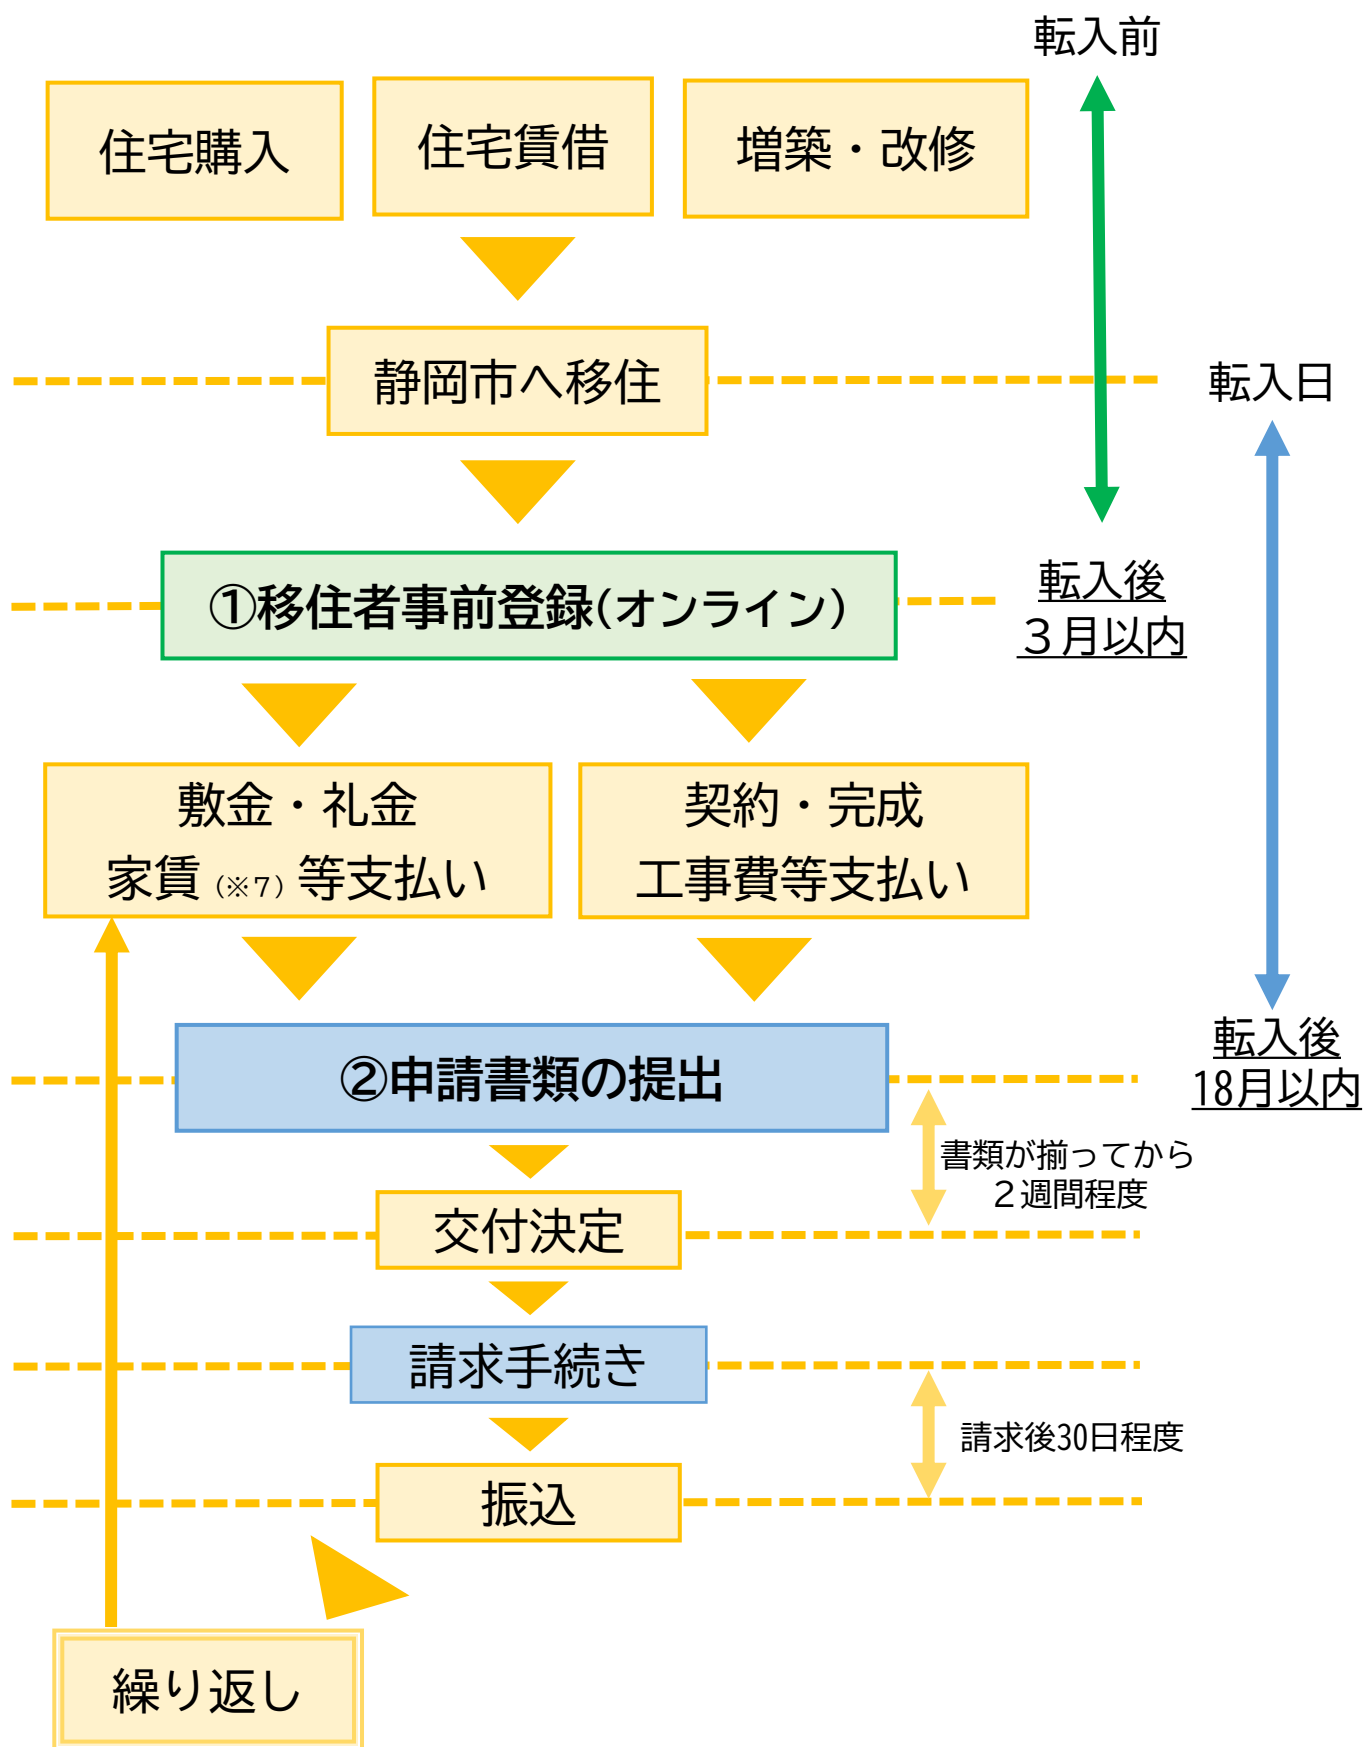 転入前
住宅購入
住宅賃借
増築・改修
静岡市へ移住
転入日
①移住者事前登録(オンライン)
転入後
３月以内
敷金・礼金
家賃（※７）等支払い
契約・完成
工事費等支払い
②申請書類の提出
転入後
18月以内
書類が揃ってから
２週間程度
交付決定
請求手続き
請求後30日程度
振込
繰り返し